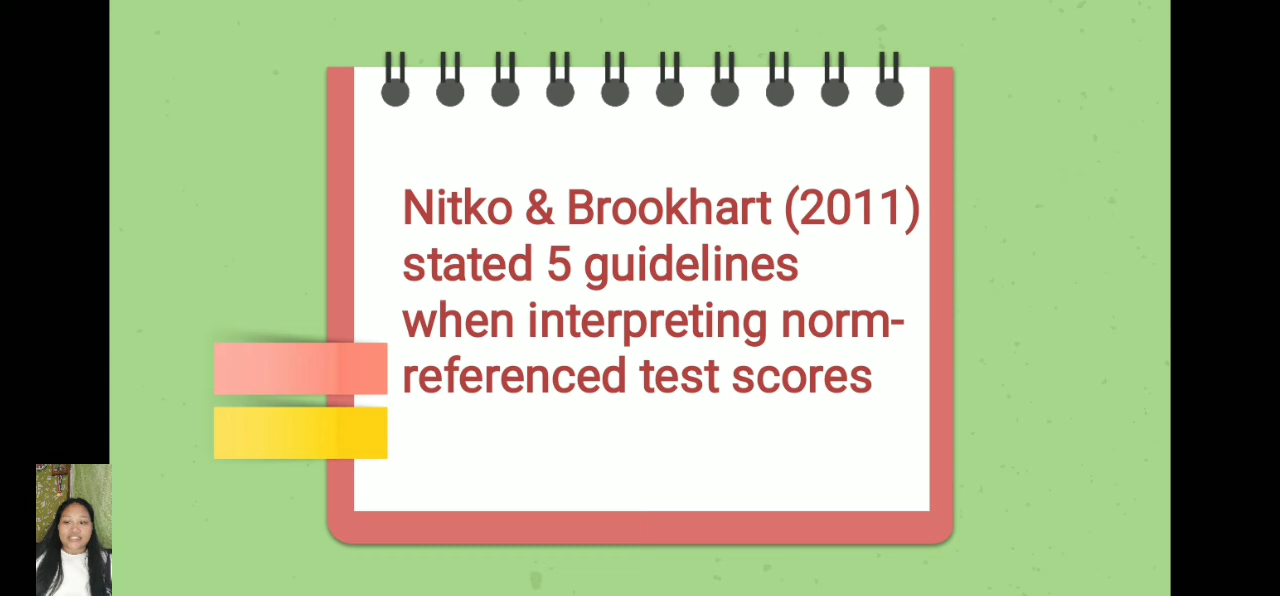 Nitko & Brookhart (2011)
stated 5 guidelines
when interpreting norm-
referenced test scores